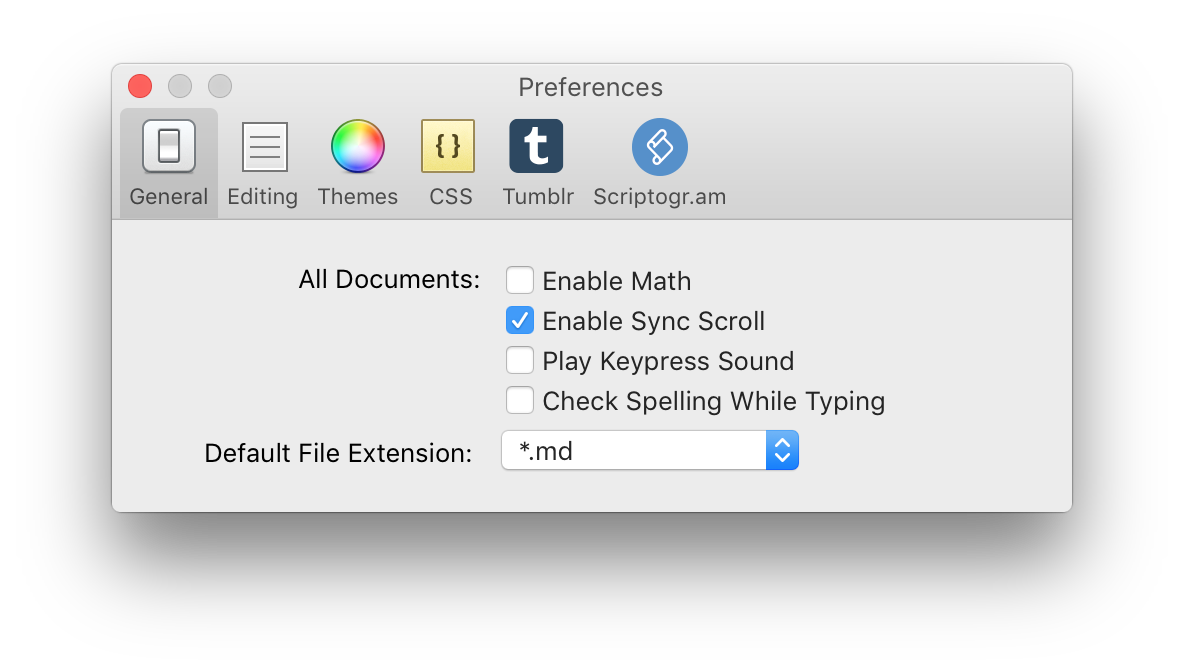 Preferences
General Editing Themes { } CSS t Tumblr Scriptogr.am
All Documents: Enable Math
Enable Sync Scroll
Play Keypress Sound
Check Spelling While Typing
Default File Extension: *.md